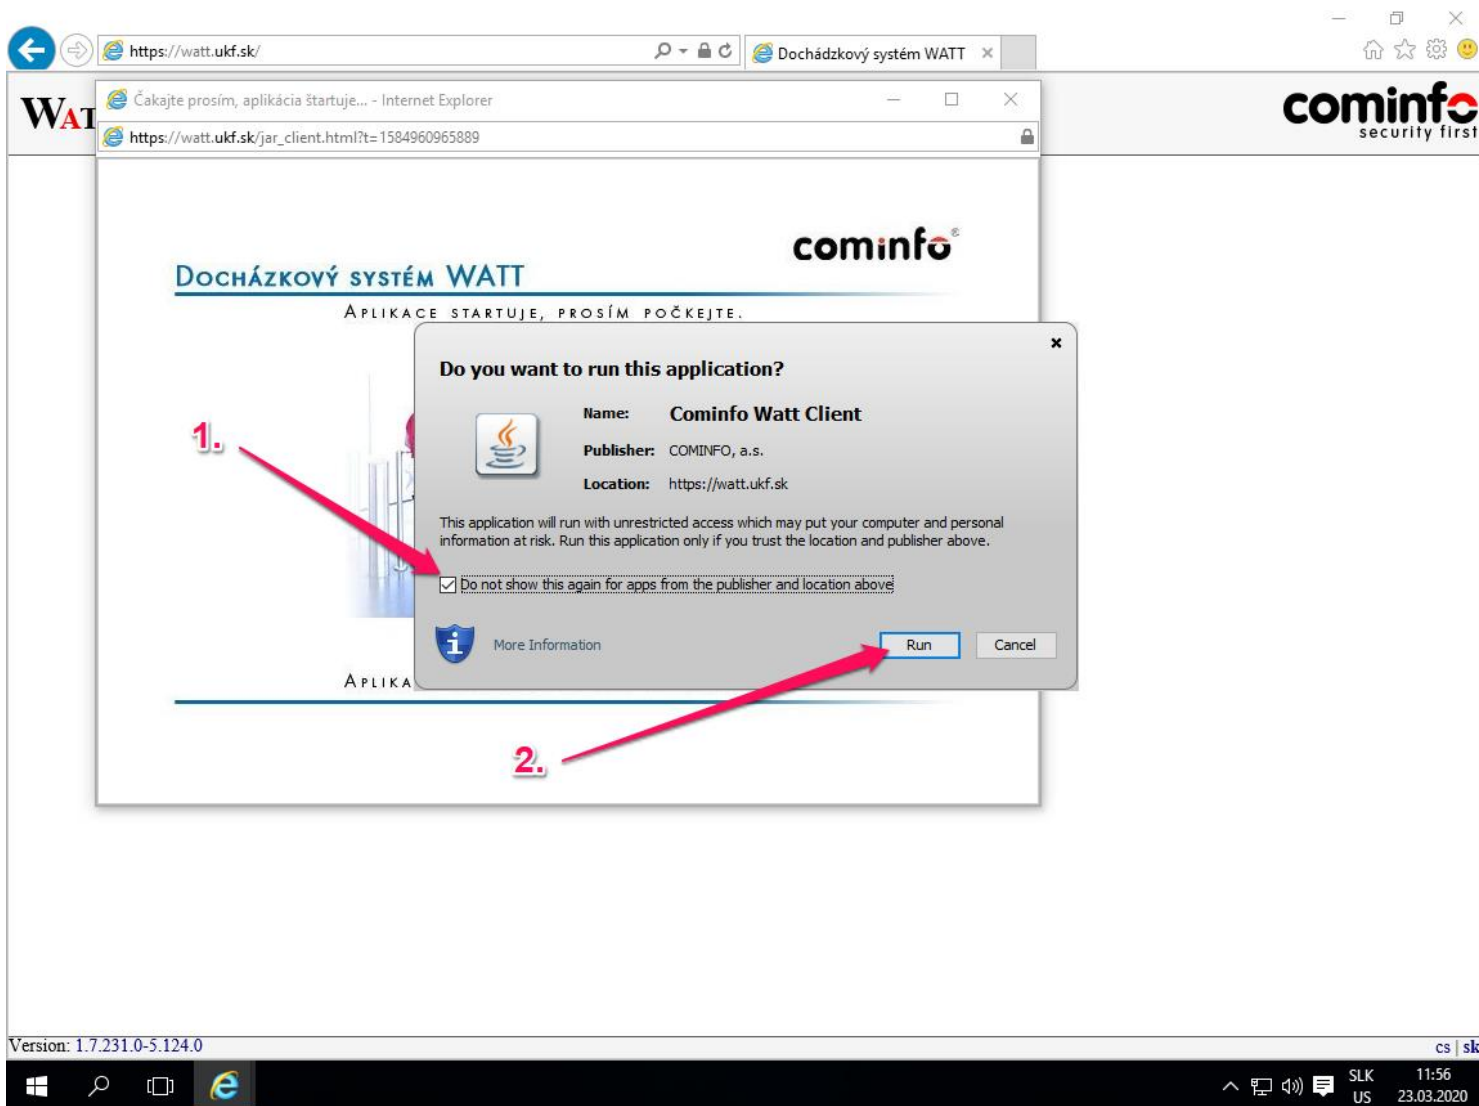 https://watt.ukf.sk/
Dochádzkový systém WATT
WAT
Čakajte prosím, aplikácia štartuje... - Internet Explorer
https://watt.ukf.sk/jar_client.html?t=1584960965889
cominfo
security first
cominfo®
Docházkový systém WATT
Aplikace startuje, prosím počkejte.
Do you want to run this application?
Name: Cominfo Watt Client
Publisher: COMINFO, a.s.
Location: https://watt.ukf.sk
This application will run with unrestricted access which may put your computer and personal
information at risk. Run this application only if you trust the location and publisher above.
1.
Do not show this again for apps from the publisher and location above
More Information
Run
Cancel
Aplika
2.
Version: 1.7.231.0-5.124.0
cs | sk
SLK
US
11:56
23.03.2020